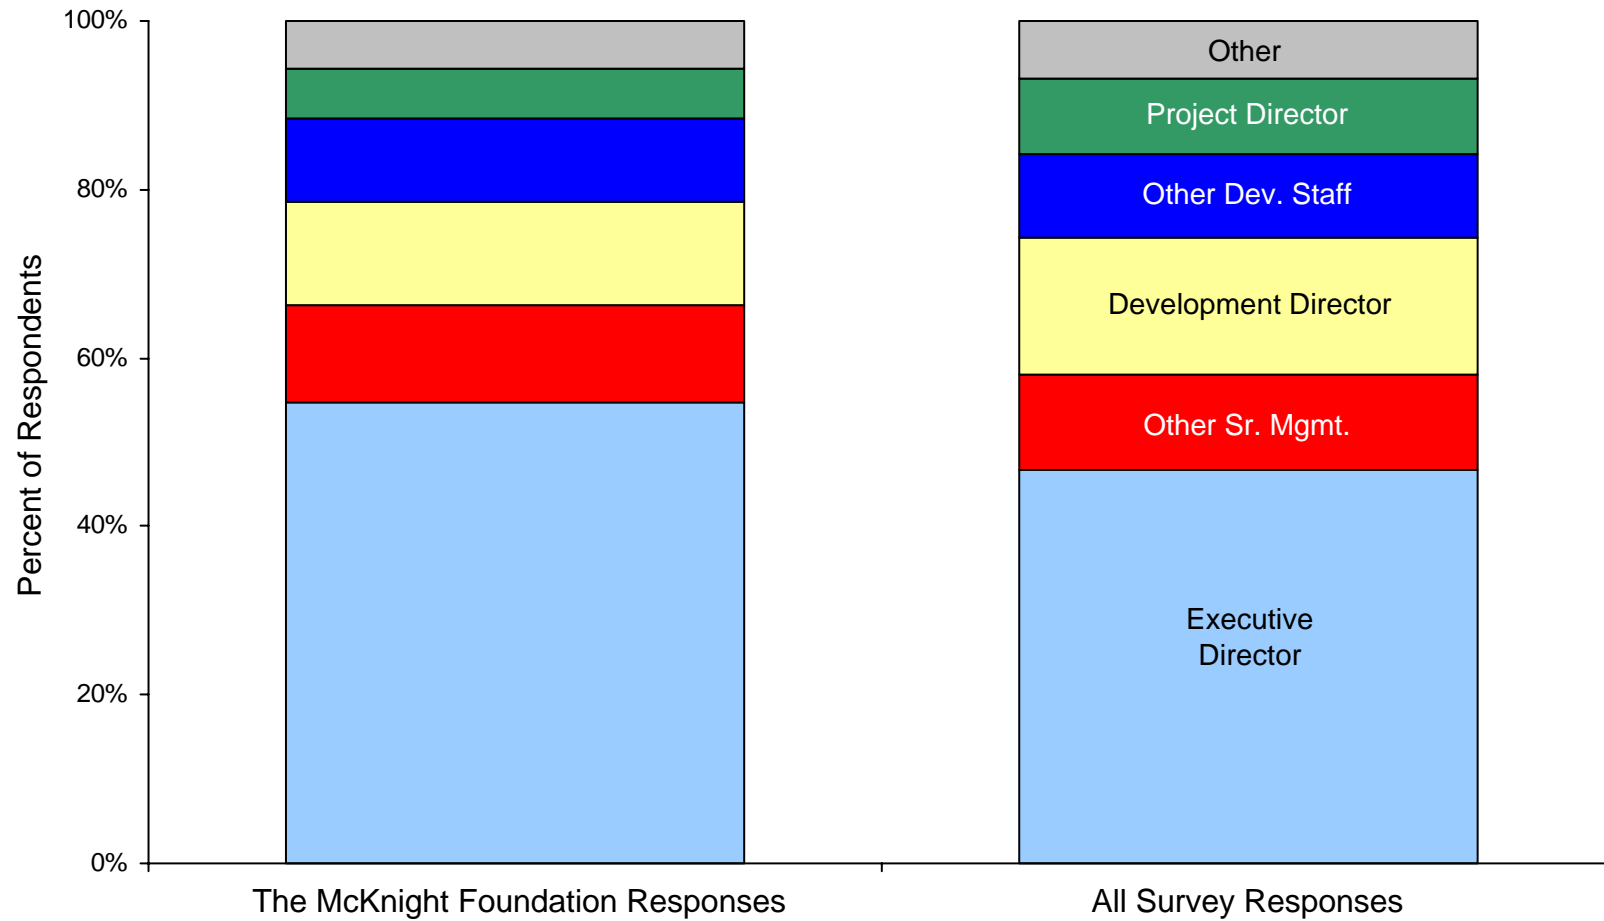 100%
80%
60%
40%
20%
0%
Percent of Respondents
Other
Project Director
Other Dev. Staff
Development Director
Other Sr. Mgmt.
Executive
Director
The McKnight Foundation Responses
All Survey Responses